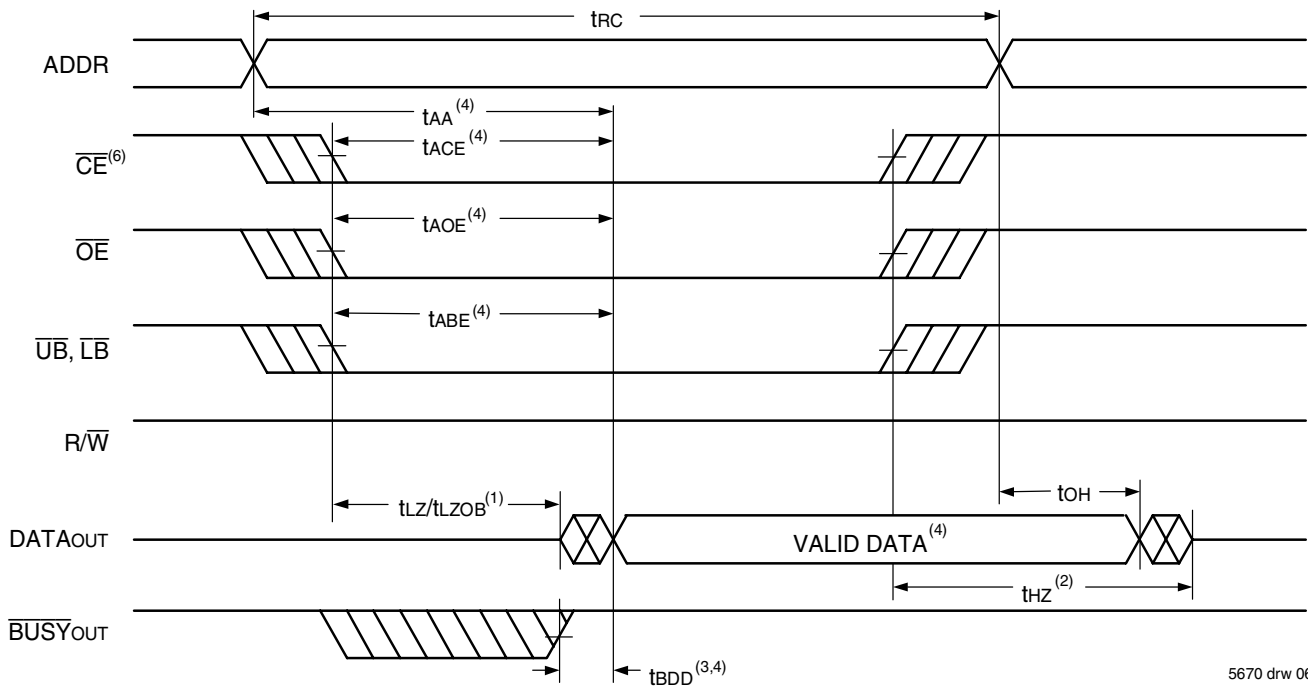 tRC
ADDR
tAA(4)
CE(6)
tACE(4)
OE
tAOE(4)
UB, LB
tABE(4)
R/W
tLZ/tLZOB(1)
tOH
DATAOUT
VALID DATA(4)
tHZ(2)
BUSYOUT
tBDD(3,4)
5670 drw 06